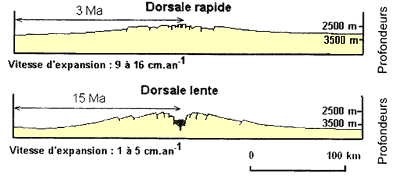 Dorsale rapide
3 Ma
2500 m
3500 m
Profondeurs
Vitesse d'expansion : 9 à 16 cm.an⁻¹
Dorsale lente
15 Ma
2500 m
3500 m
Profondeurs
Vitesse d'expansion : 1 à 5 cm.an⁻¹
0 100 km